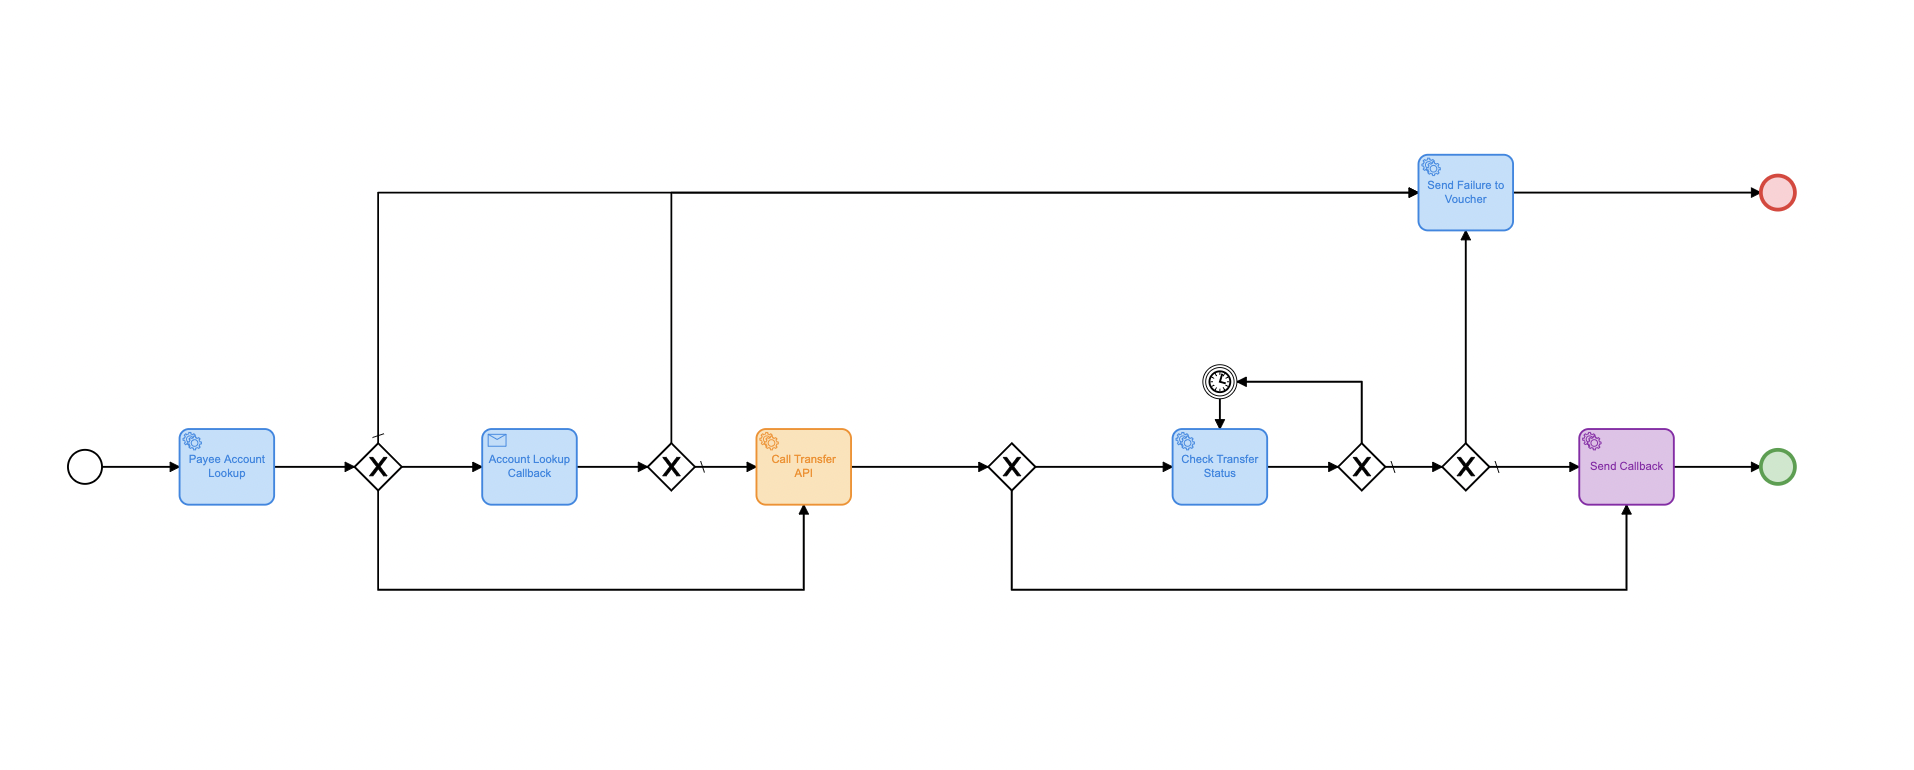 Send Failure to
Voucher
Payee Account
Lookup
Account Lookup
Callback
Call Transfer
API
Check Transfer
Status
Send Callback